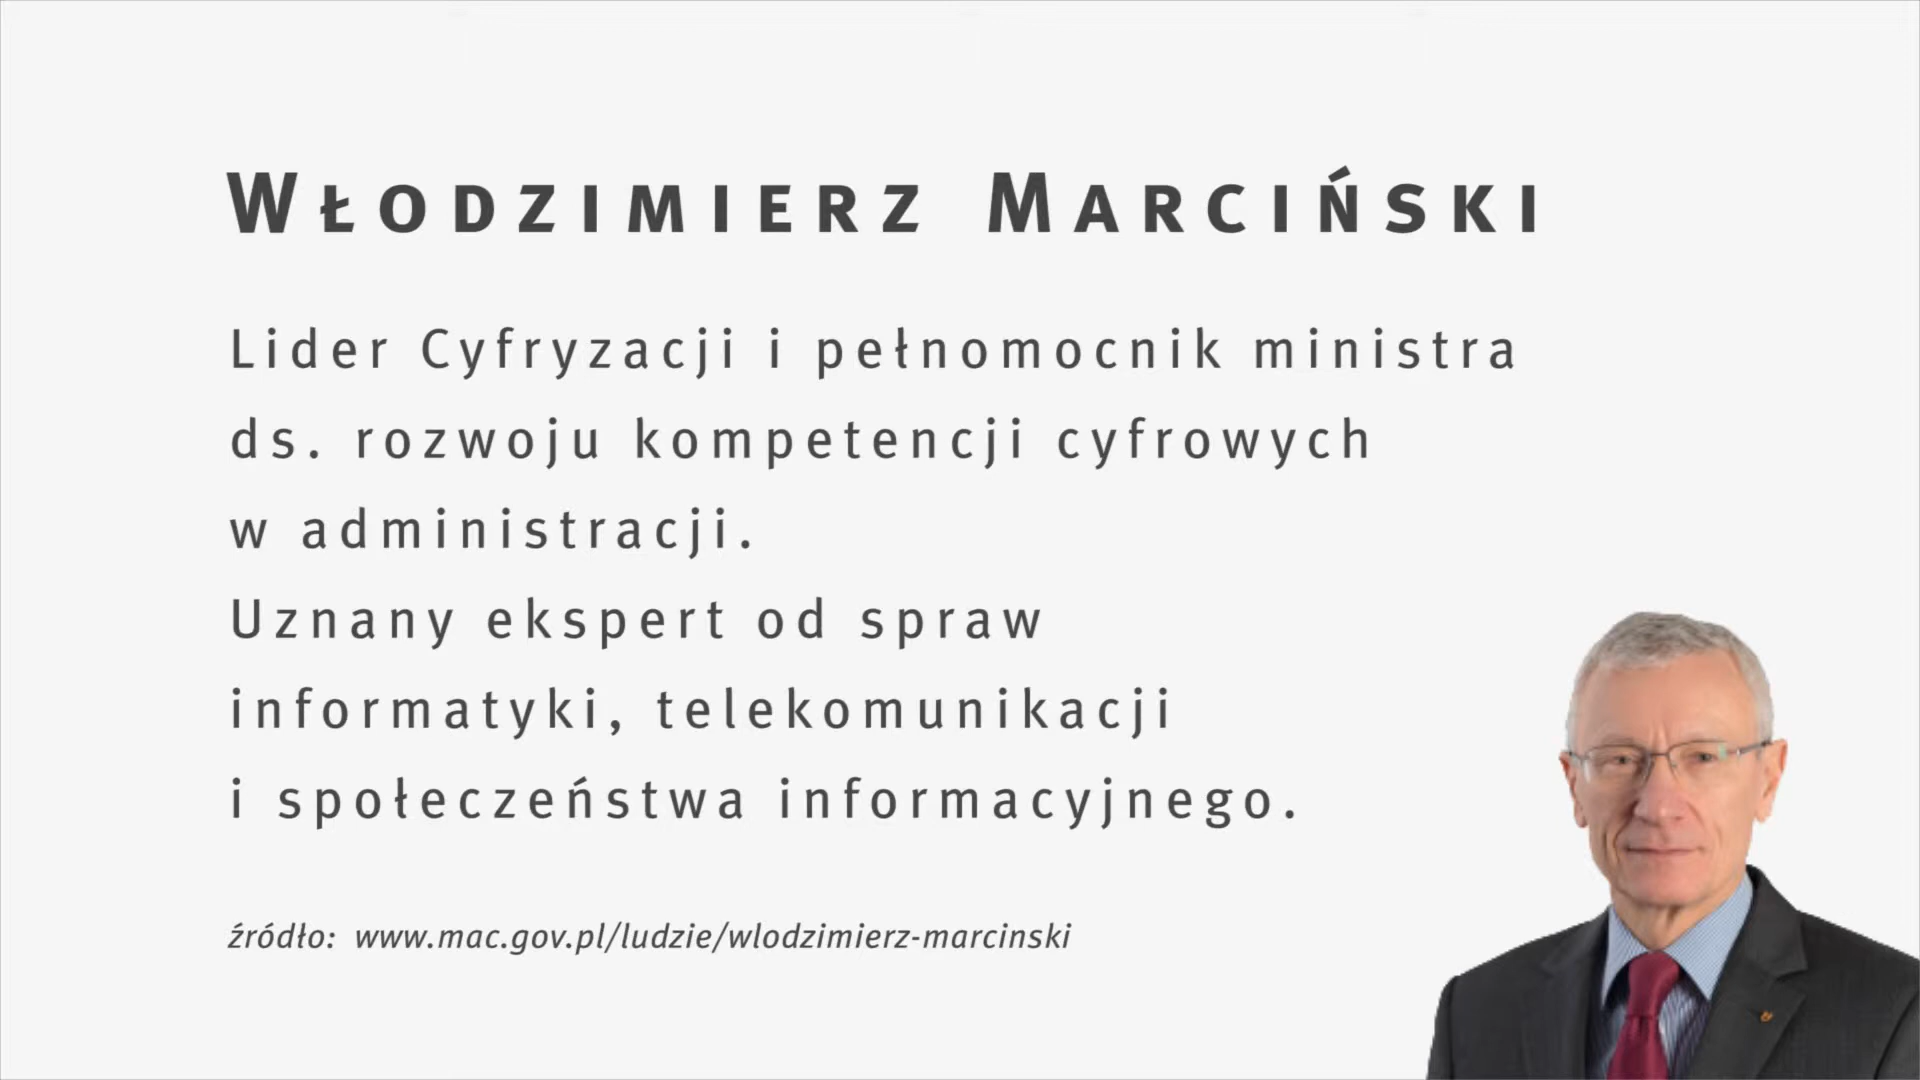 Włodzimierz Marciński
Lider Cyfryzacji i pełnomocnik ministra
ds. rozwoju kompetencji cyfrowych
w administracji.
Uznany ekspert od spraw
informatyki, telekomunikacji
i społeczeństwa informacyjnego.
źródło: www.mac.gov.pl/ludzie/wlodzimierz-marcinski